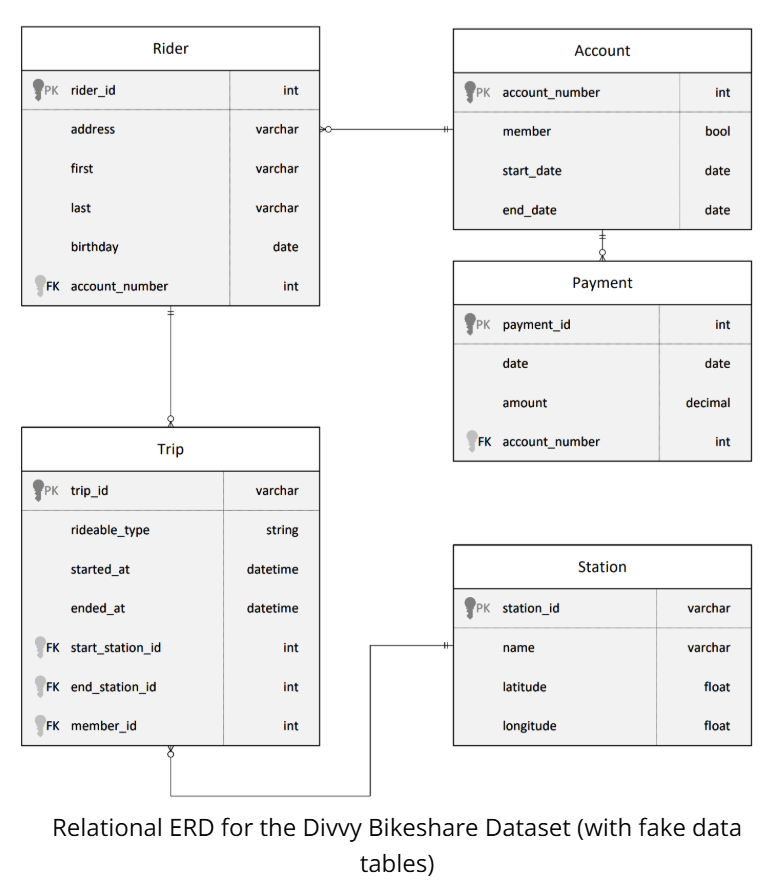 Rider
PK rider_id int
address varchar
first varchar
last varchar
birthday date
FK account_number int
Account
PK account_number int
member bool
start_date date
end_date date
Payment
PK payment_id int
date date
amount decimal
FK account_number int
Trip
PK trip_id varchar
rideable_type string
started_at datetime
ended_at datetime
FK start_station_id int
FK end_station_id int
FK member_id int
Station
PK station_id varchar
name varchar
latitude float
longitude float
Relational ERD for the Divvy Bikeshare Dataset (with fake data
tables)